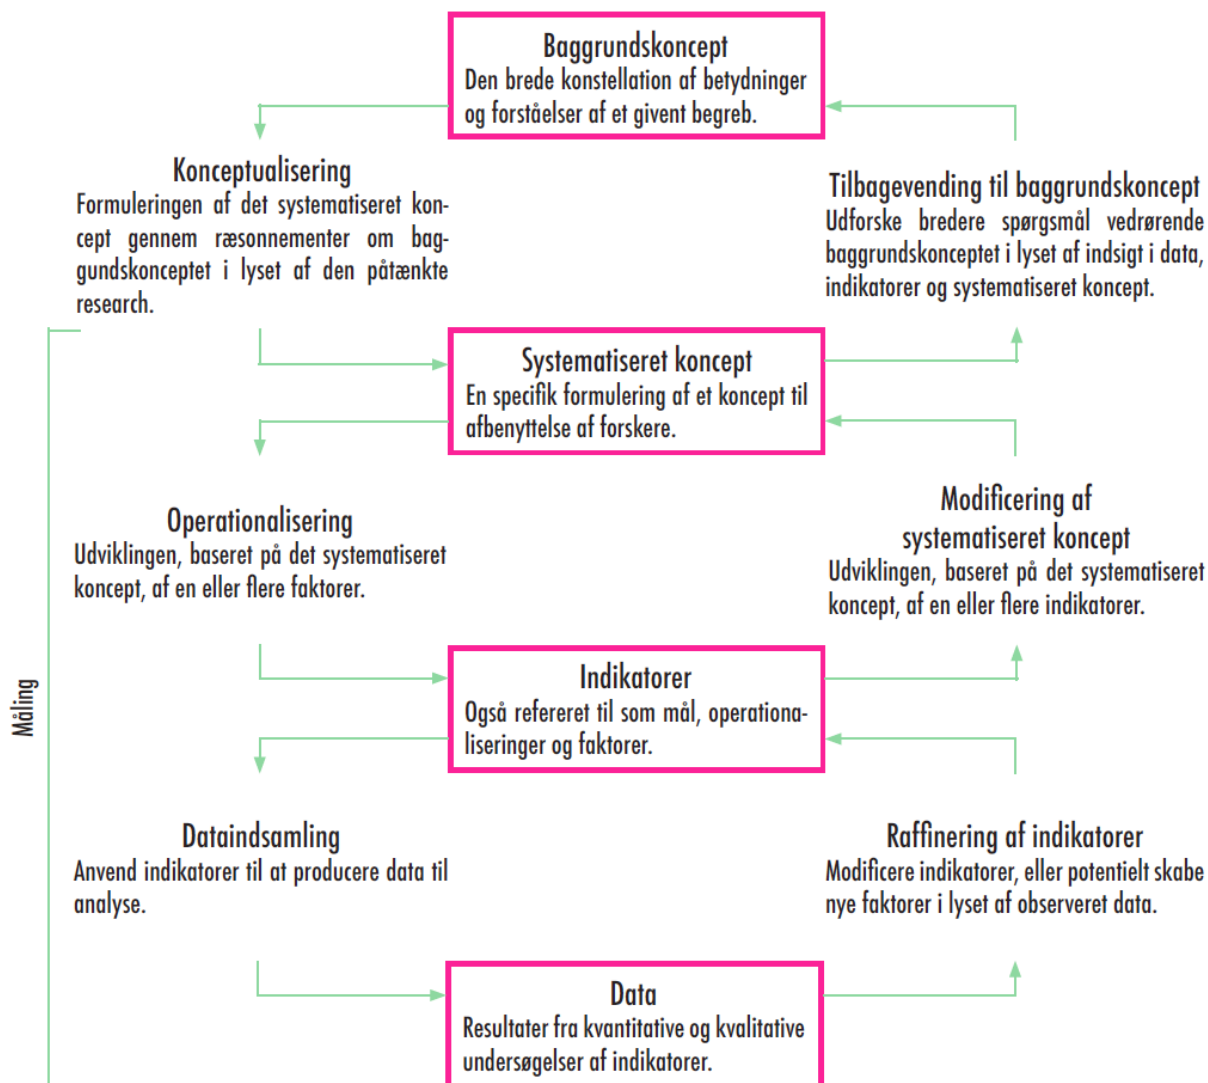 Baggrundskoncept
Den brede konstellation af betydninger
og forståelser af et givent begreb.
Konceptualisering
Formuleringen af det systematiseret kon-
cept gennem ræsonnementer om bag-
gundskonceptet i lyset af den påtænkte
research.
Tilbagevending til baggrundskoncept
Udforske bredere spørgsmål vedrørende
baggrundskonceptet i lyset af indsigt i data,
indikatorer og systematiseret koncept.
Systematiseret koncept
En specifik formulering af et koncept til
afbenyttelse af forskere.
Operationalisering
Udviklingen, baseret på det systematiseret
koncept, af en eller flere faktorer.
Modificering af
systematiseret koncept
Udviklingen, baseret på det systematiseret
koncept, af en eller flere indikatorer.
Måling
Indikatorer
Også refereret til som mål, operationa-
liseringer og faktorer.
Dataindsamling
Anvend indikatorer til at producere data til
analyse.
Raffinering af indikatorer
Modificere indikatorer, eller potentielt skabe
nye faktorer i lyset af observeret data.
Data
Resultater fra kvantitative og kvalitative
undersøgelser af indikatorer.